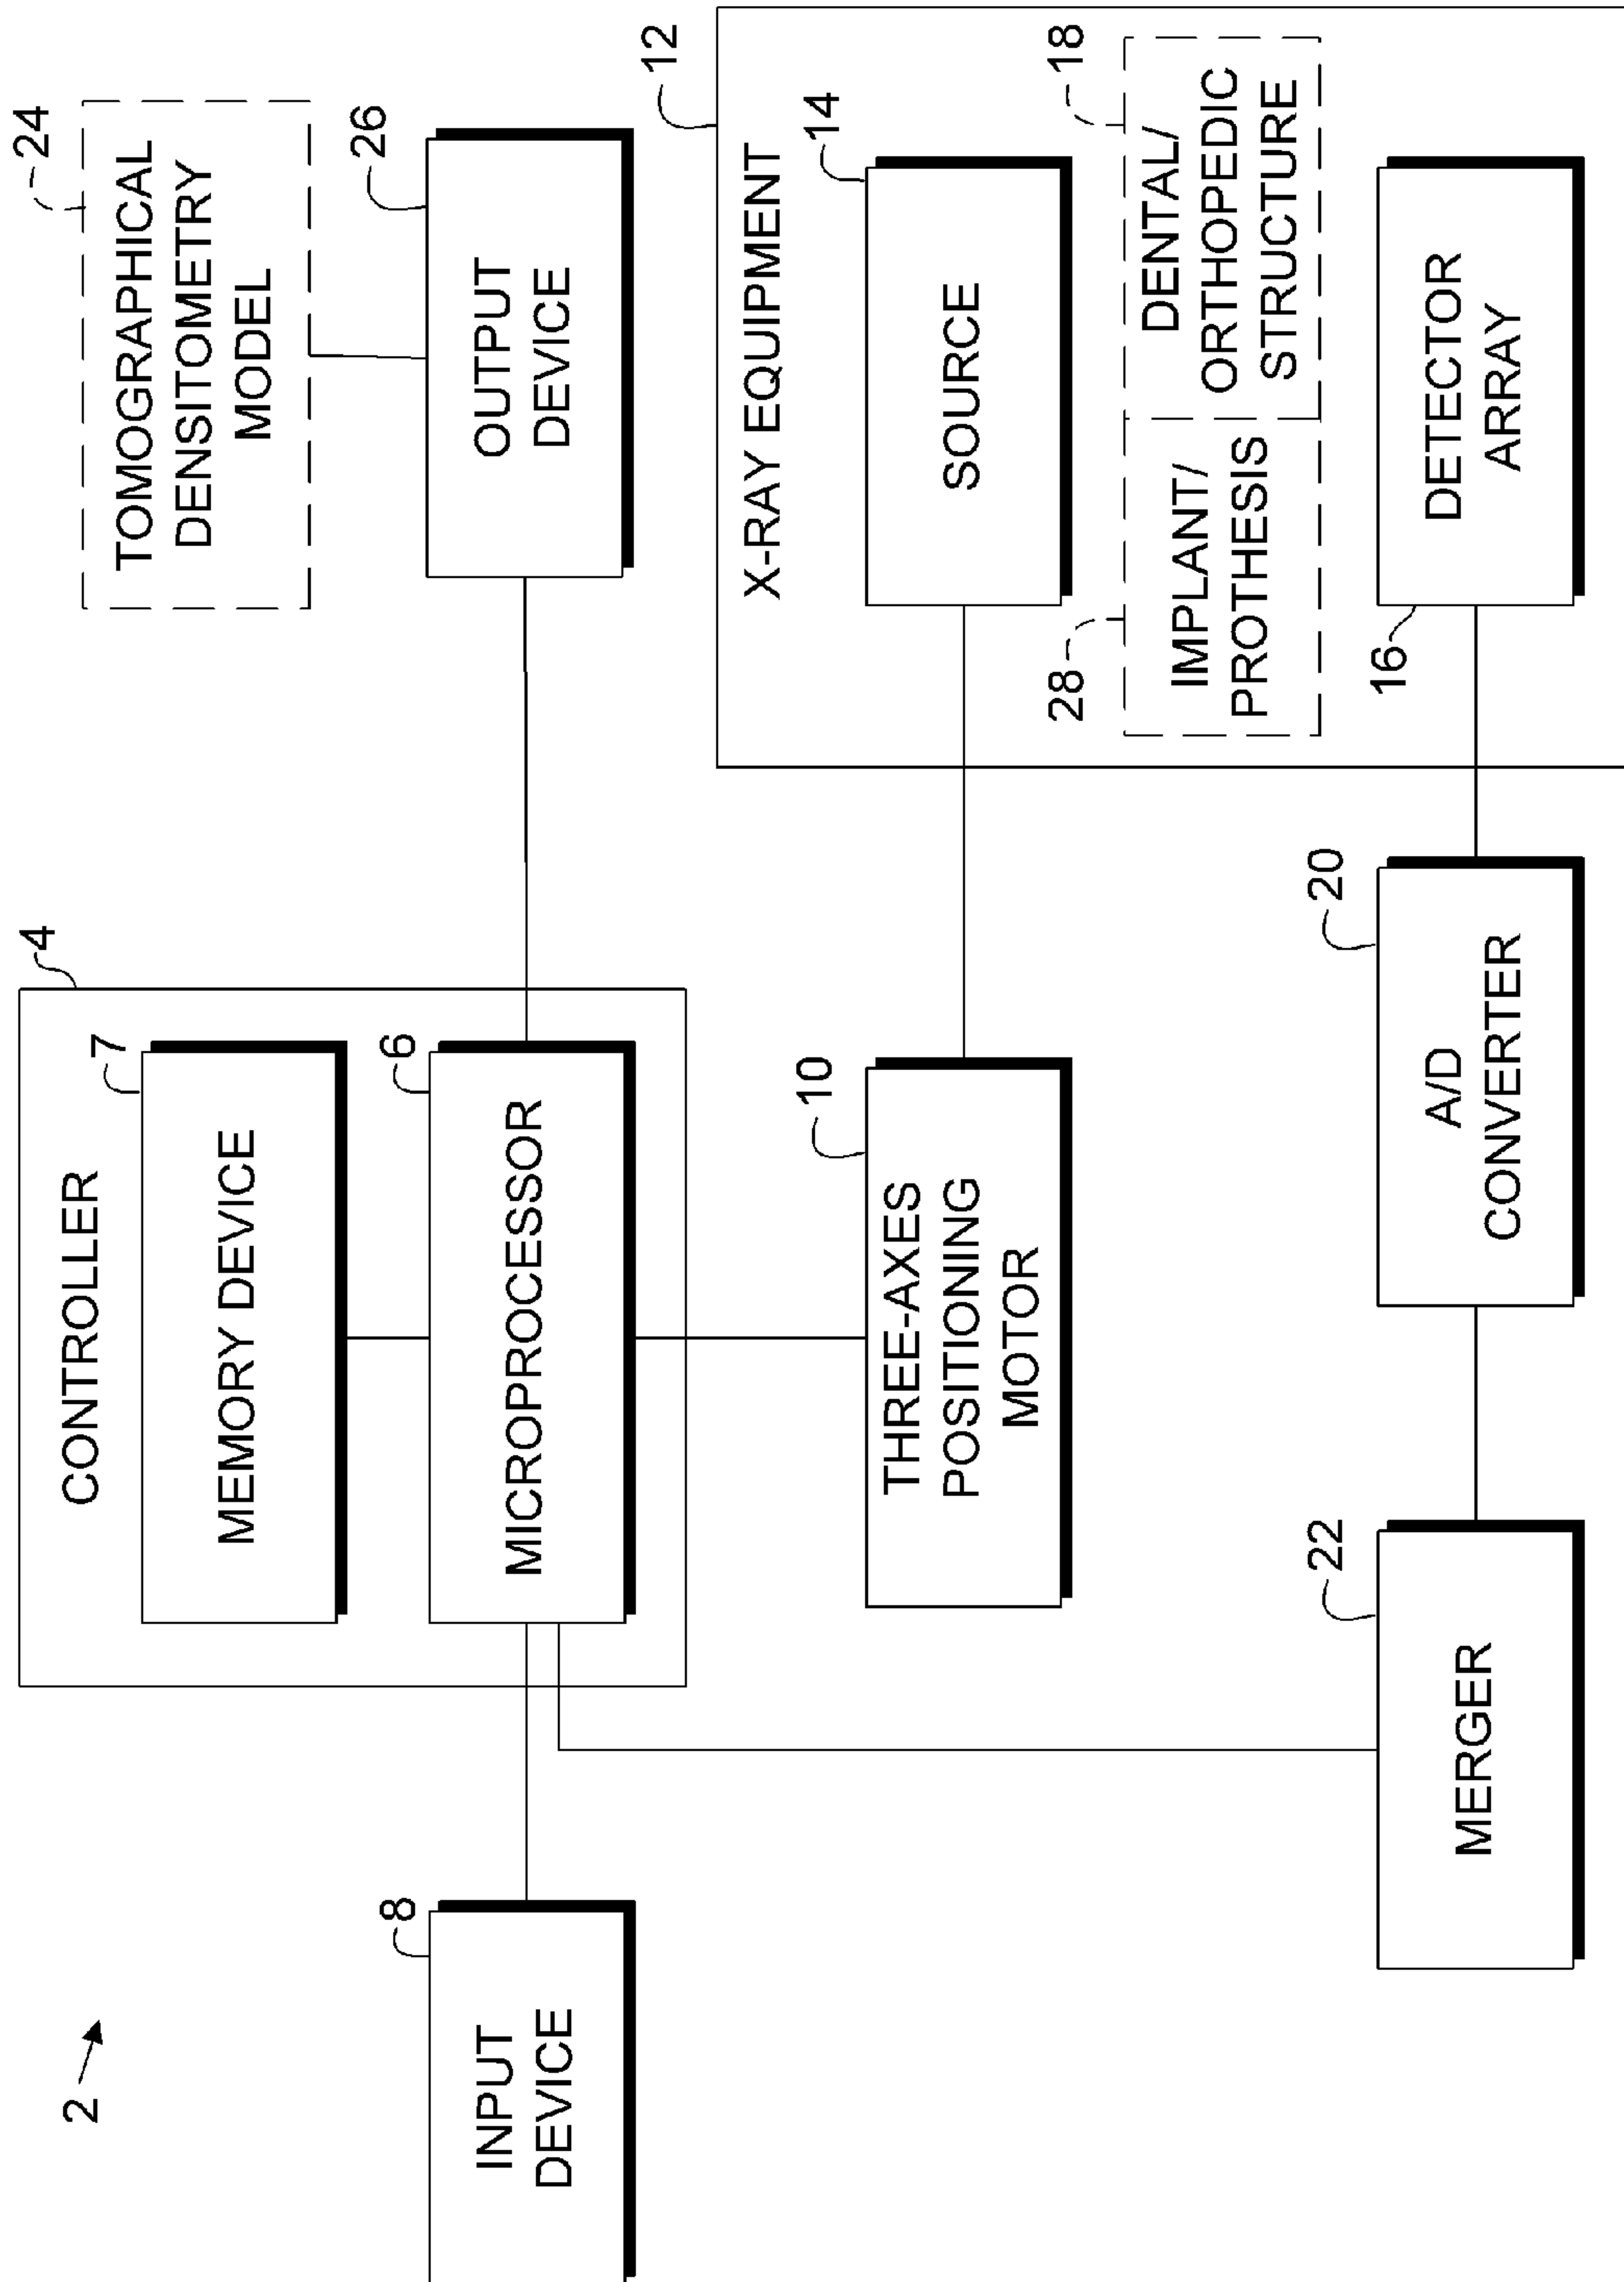 2
4
CONTROLLER
7
MEMORY DEVICE
24
TOMOGRAPHICAL
DENSITOMETRY
MODEL
8
INPUT
DEVICE
6
MICROPROCESSOR
26
OUTPUT
DEVICE
12
X-RAY EQUIPMENT
10
THREE-AXES
POSITIONING
MOTOR
14
SOURCE
28
IMPLANT/
PROTHESIS
18
DENTAL/
ORTHOPEDIC
STRUCTURE
22
MERGER
20
A/D
CONVERTER
16
DETECTOR
ARRAY